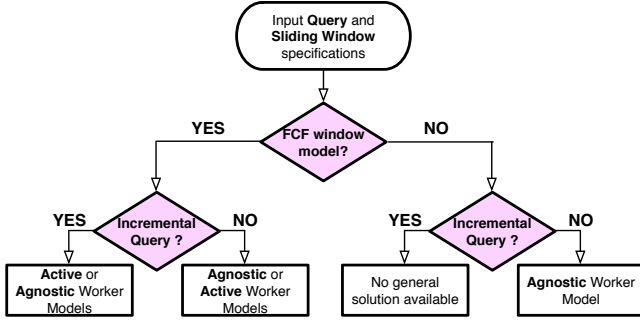 Input Query and
Sliding Window
specifications
FCF window
model?
YES
NO
Incremental
Query ?
YES
NO
Incremental
Query ?
YES
NO
Active or
Agnostic Worker
Models
Agnostic or
Active Worker
Models
No general
solution available
Agnostic Worker
Model